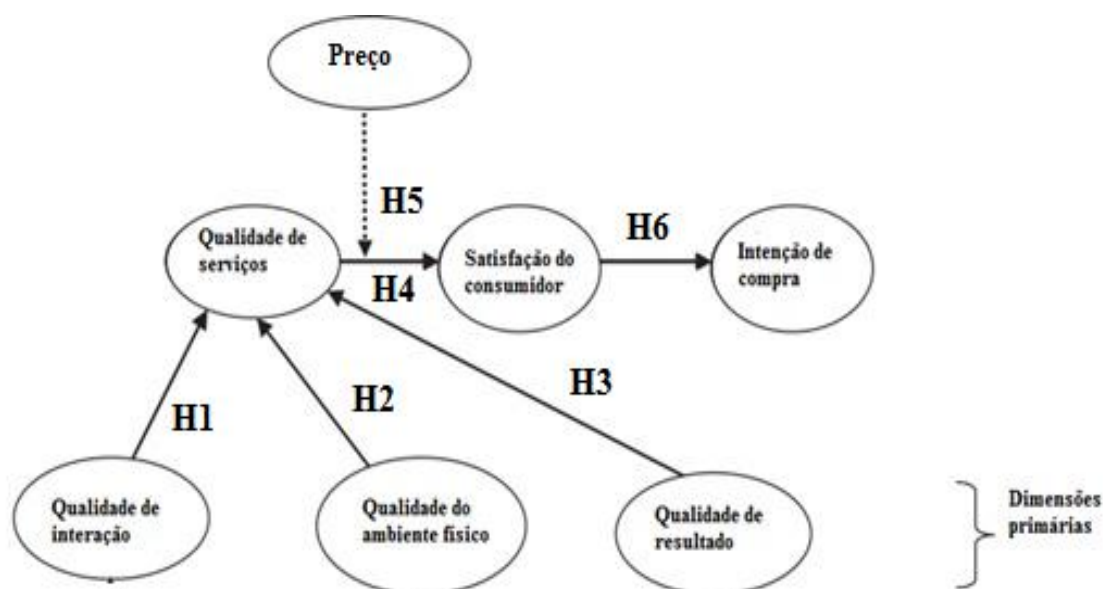 Preço
H5
Qualidade de
serviços
H4
Satisfação do
consumidor
H6
Intenção de
compra
H1
H2
H3
Qualidade de
interação
Qualidade do
ambiente físico
Qualidade de
resultado
Dimensões
primárias